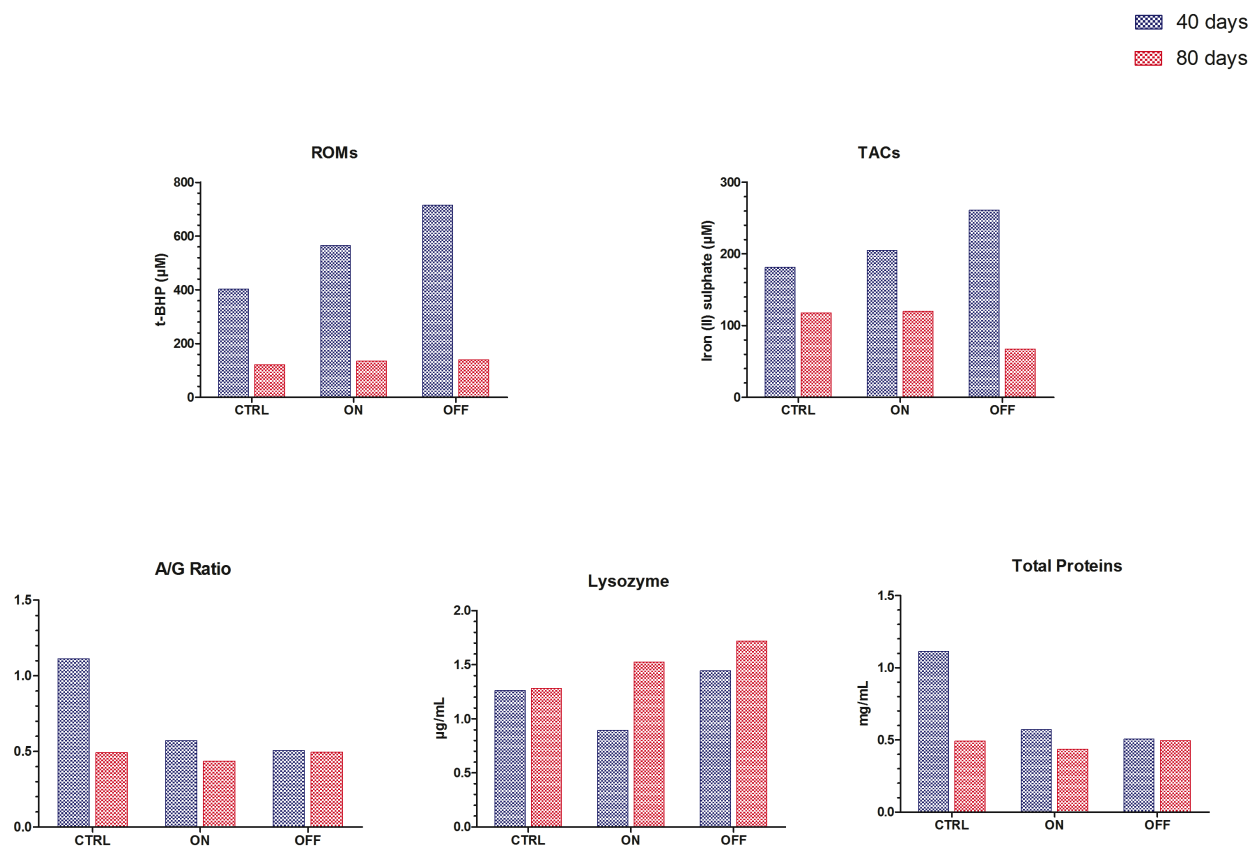 40 days
80 days
ROMs
800
600
400
200
0
t-BHP (µM)
CTRL ON OFF
TACs
300
200
100
0
Iron (II) sulphate (µM)
CTRL ON OFF
A/G Ratio
1.5
1.0
0.5
0.0
CTRL ON OFF
Lysozyme
2.0
1.5
1.0
0.5
0.0
µg/mL
CTRL ON OFF
Total Proteins
1.5
1.0
0.5
0.0
mg/mL
CTRL ON OFF